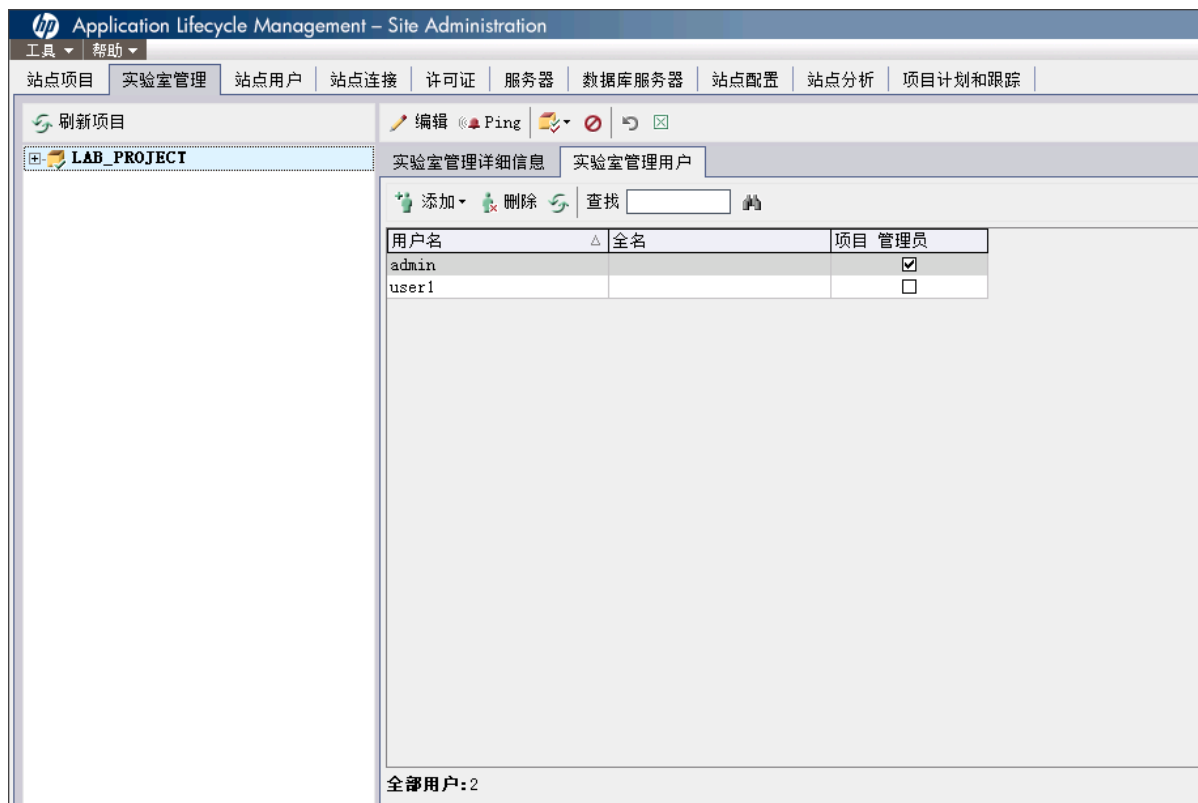 hp Application Lifecycle Management – Site Administration
工具 帮助
站点项目 实验室管理 站点用户 站点连接 许可证 服务器 数据库服务器 站点配置 站点分析 项目计划和跟踪
刷新项目 编辑 Ping
LAB_PROJECT
实验室管理详细信息 实验室管理用户
添加 删除 查找
用户名 全名 项目 管理员
admin
user1
全部用户:2